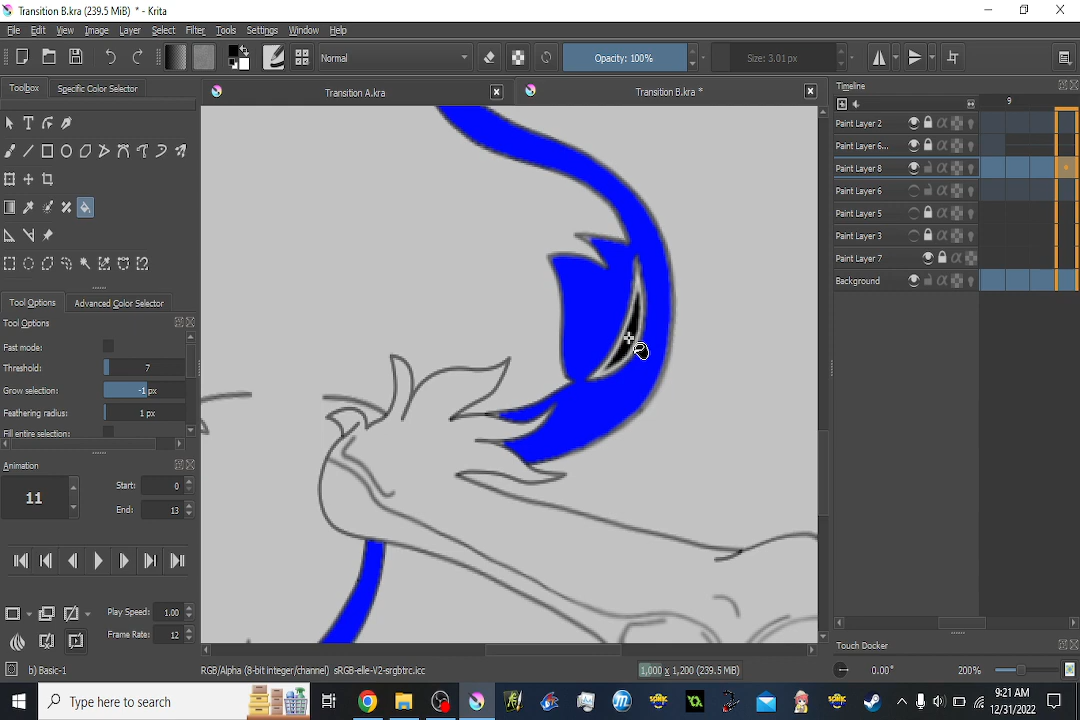 Transition B.kra (239.5 MiB) * - Krita
File Edit View Image Layer Select Filter Tools Settings Window Help
Normal
Opacity: 100%
Size: 3.01 px
Toolbox Specific Color Selector
Transition A.kra
Transition B.kra *
Timeline
9
Paint Layer 2
Paint Layer 6...
Paint Layer 8
Paint Layer 6
Paint Layer 5
Paint Layer 3
Paint Layer 7
Background
Tool Options Advanced Color Selector
Tool Options
Fast mode:
Threshold: 7
Grow selection: -1 px
Feathering radius: 1 px
Fill entire selection:
Animation
11
Start: 0
End: 13
Play Speed: 1.00
Frame Rate: 12
Touch Docker
b) Basic-1
RGB/Alpha (8-bit integer/channel) sRGB-elle-V2-srgbtrc.icc
1,000 x 1,200 (239.5 MiB)
0.00°
200%
Type here to search
9:21 AM
12/31/2022